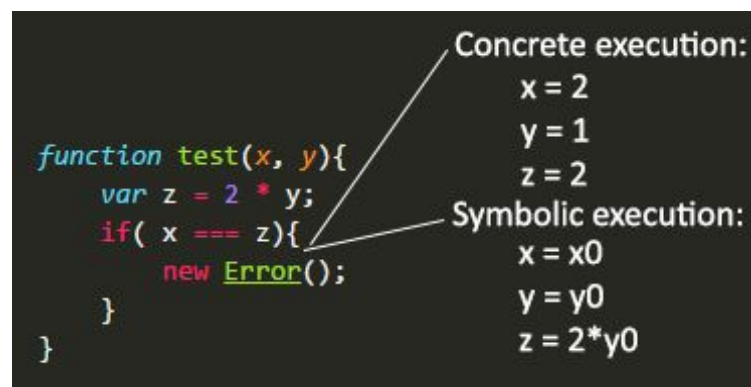 function test(x, y){
    var z = 2 * y;
    if( x === z){
        new Error();
    }
}
Concrete execution:
x = 2
y = 1
z = 2
Symbolic execution:
x = x0
y = y0
z = 2*y0